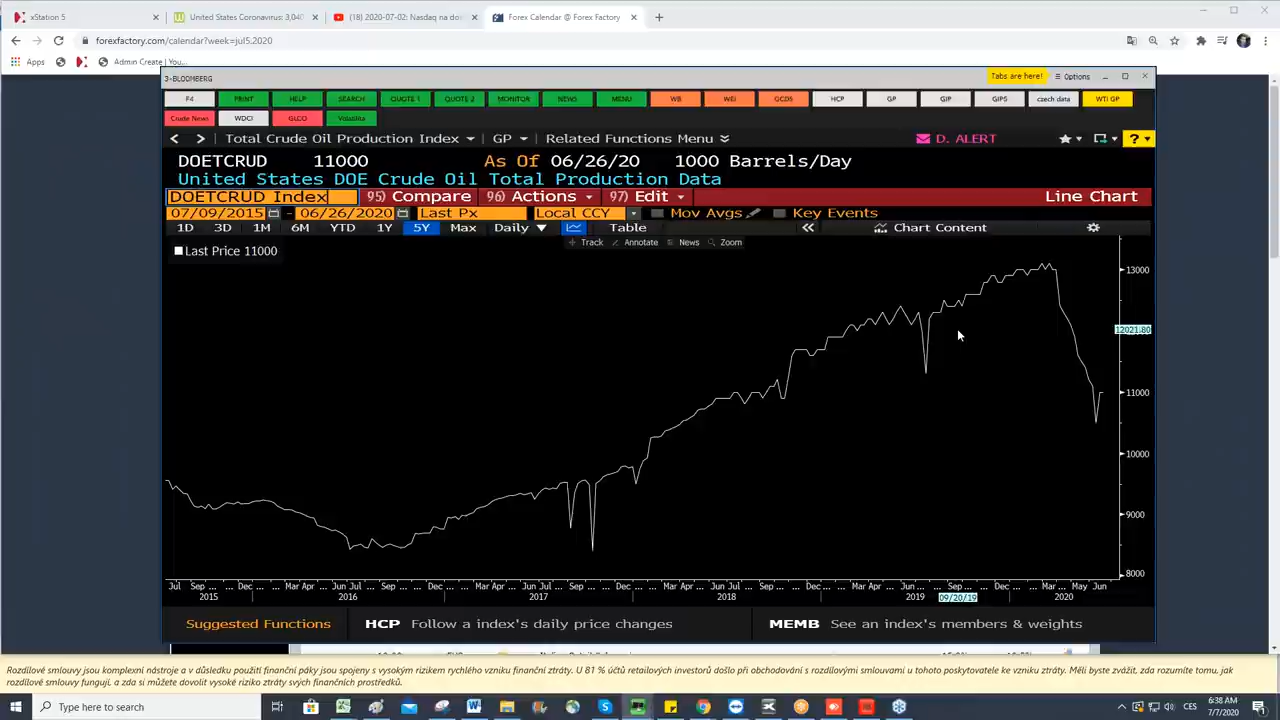 xStation 5
United States Coronavirus: 3,040
(18) 2020-07-02: Nasdaq na do
Forex Calendar @ Forex Factory
forexfactory.com/calendar?week=jul5.2020
Apps
Admin Create | You...
3-BLOOMBERG
Tabs are here!
Options
F4 PRINT HELP SEARCH QUOTE 1 QUOTE 2 MONITOR NEWS MENU WB WEI OCDS HCP GP GIP GIP5 czech data WTI GP
Crude News WDCI GLCO Volatilita
Total Crude Oil Production Index GP Related Functions Menu D. ALERT ?
DOETCRUD 11000 As Of 06/26/20 1000 Barrels/Day
United States DOE Crude Oil Total Production Data
DOETCRUD Index 95) Compare 96) Actions 97) Edit Line Chart
07/09/2015 - 06/26/2020 Last Px Local CCY Mov Avgs Key Events
1D 3D 1M 6M YTD 1Y 5Y Max Daily Table Chart Content
Track Annotate News Zoom
Last Price 11000
13000
12021.80
11000
10000
9000
8000
Jul Sep ... Dec Mar Apr Jun Jul Sep ... Dec Mar Apr Jun Jul Sep ... Dec Mar Apr Jun Jul Sep ... Dec Mar Apr Jun ... Sep ... Dec Mar ... May Jun
2015 2016 2017 2018 2019 09/20/19 2020
Suggested Functions HCP Follow a index's daily price changes MEMB See an index's members & weights
Rozdílové smlouvy jsou komplexní nástroje a v důsledku použití finanční páky jsou spojeny s vysokým rizikem rychlého vzniku finanční ztráty. U 81 % účtů retailových investorů došlo při obchodování s rozdílovými smlouvami u tohoto poskytovatele ke vzniku ztráty. Měli byste zvážit, zda rozumíte tomu, jak
rozdílové smlouvy fungují, a zda si můžete dovolit vysoké riziko ztráty svých finančních prostředků.
Type here to search
CES
6:38 AM
7/7/2020